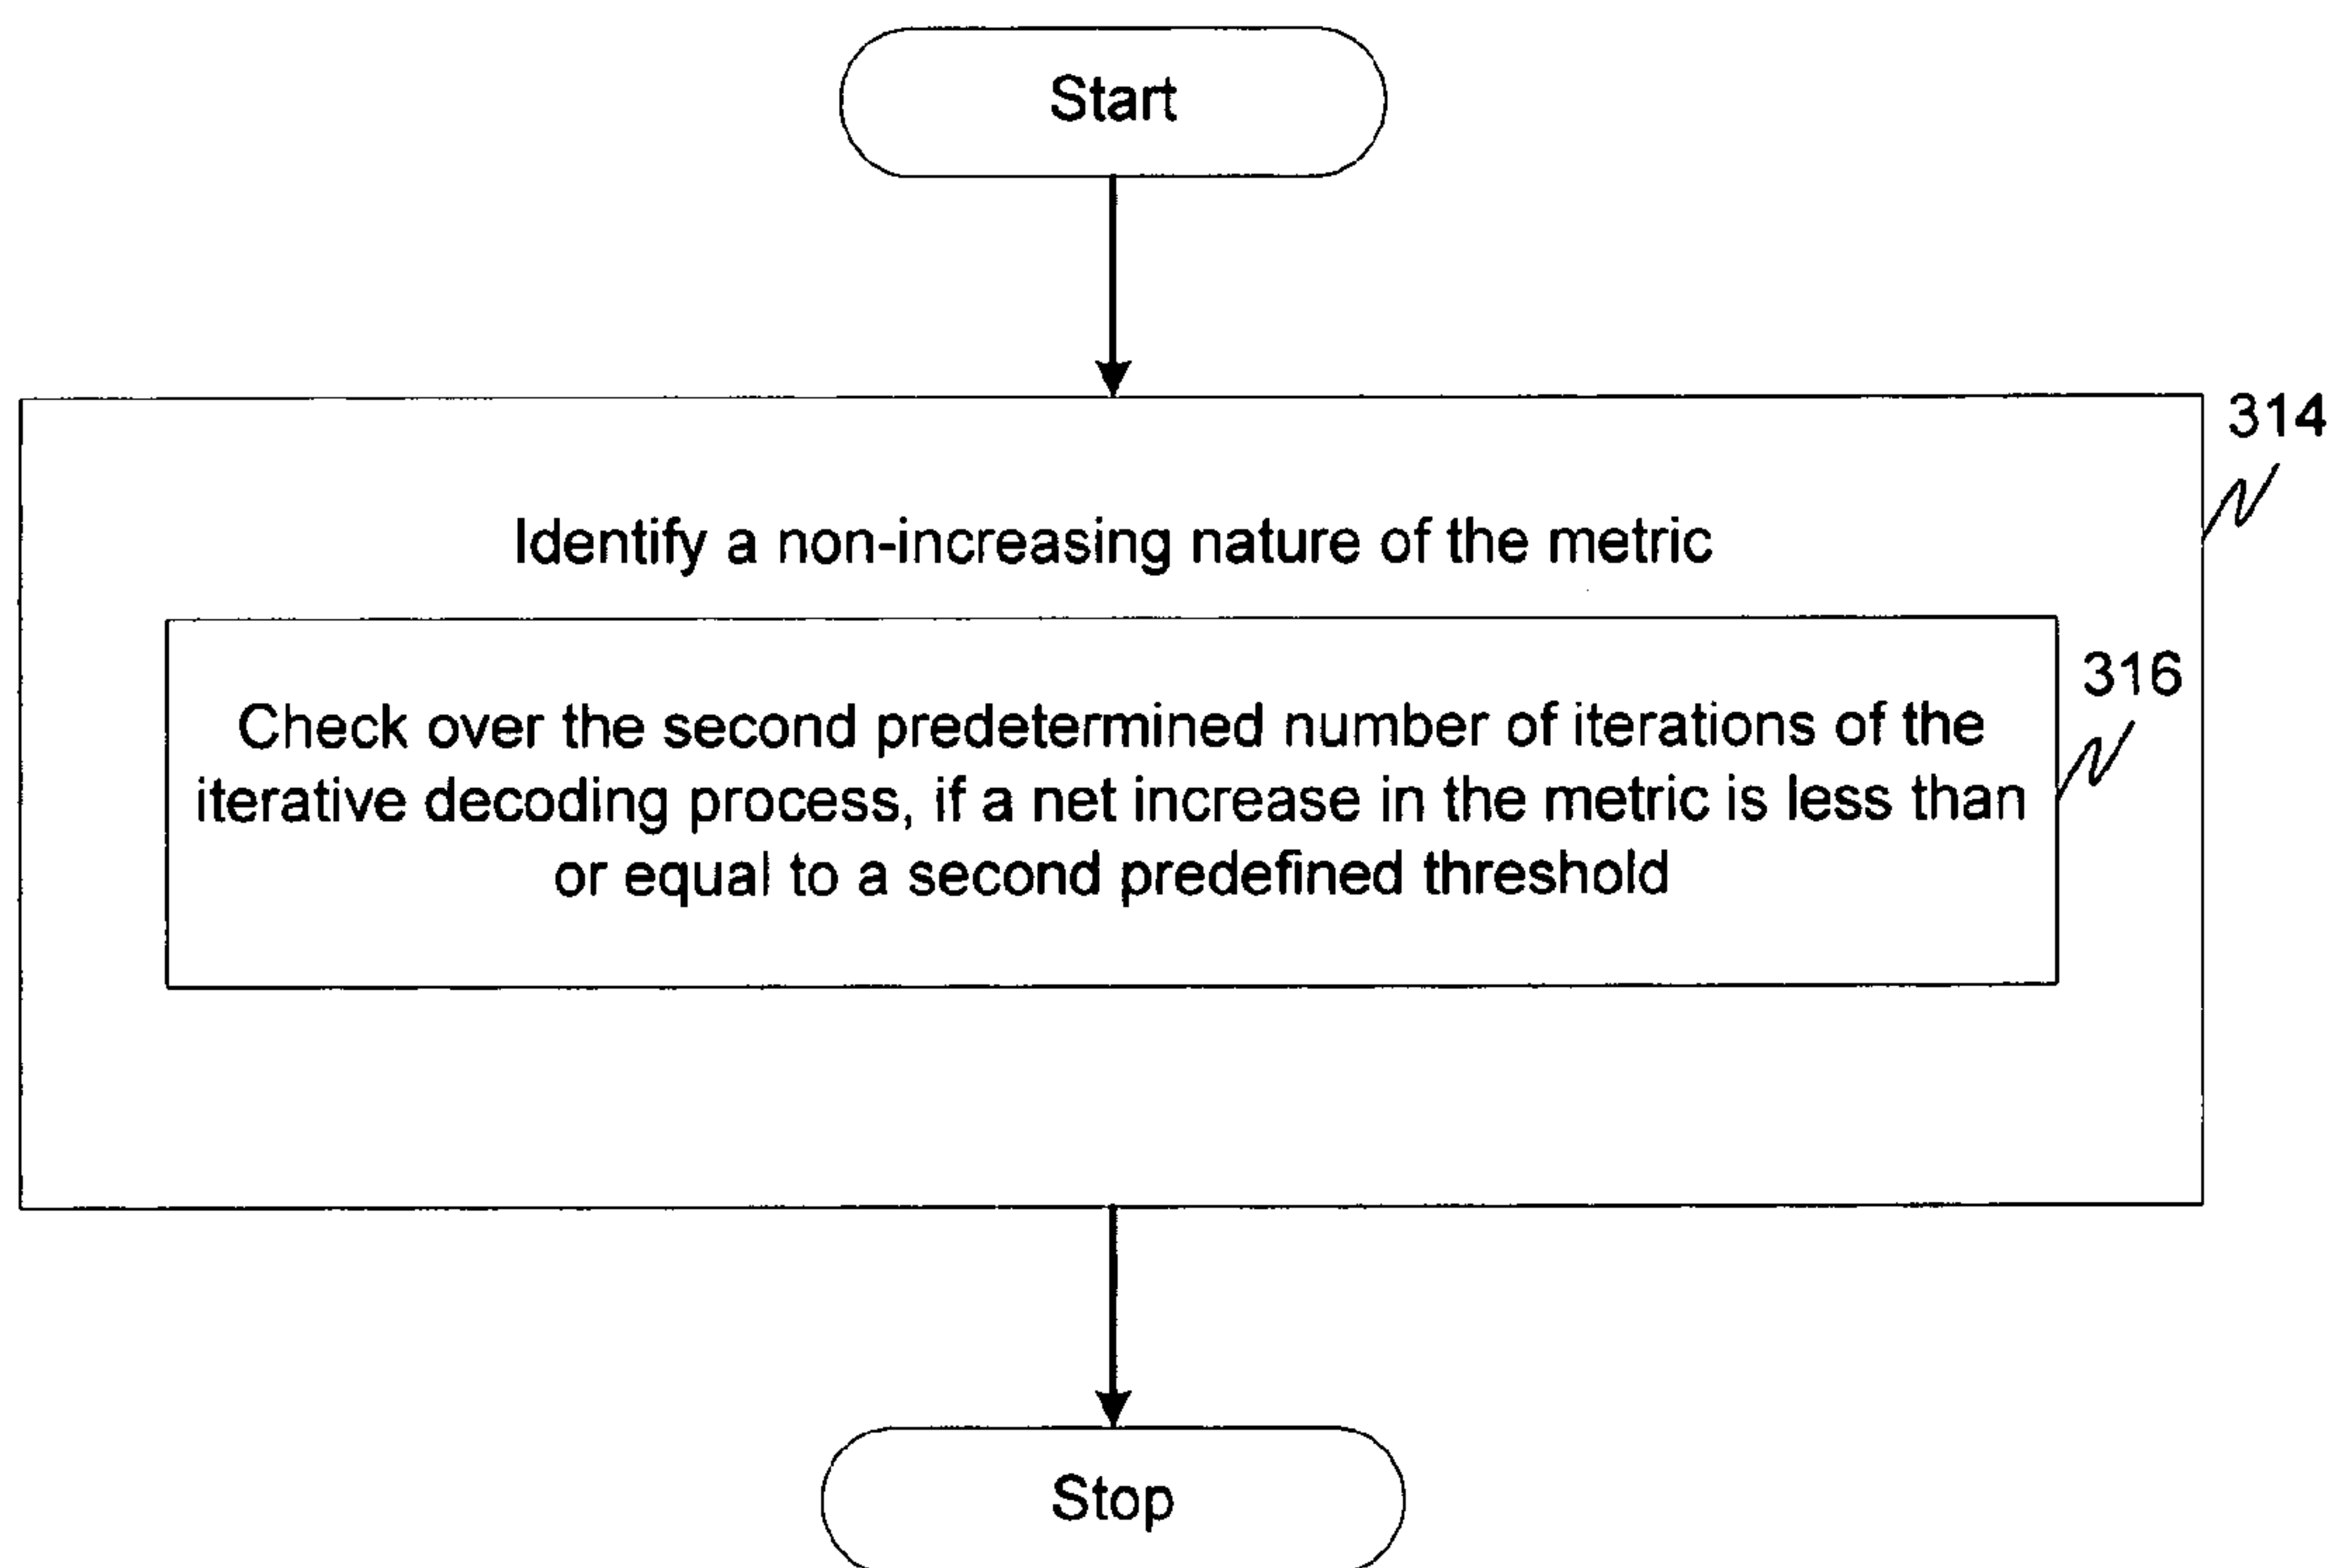 Start
314
Identify a non-increasing nature of the metric
316
Check over the second predetermined number of iterations of the
iterative decoding process, if a net increase in the metric is less than
or equal to a second predefined threshold
Stop